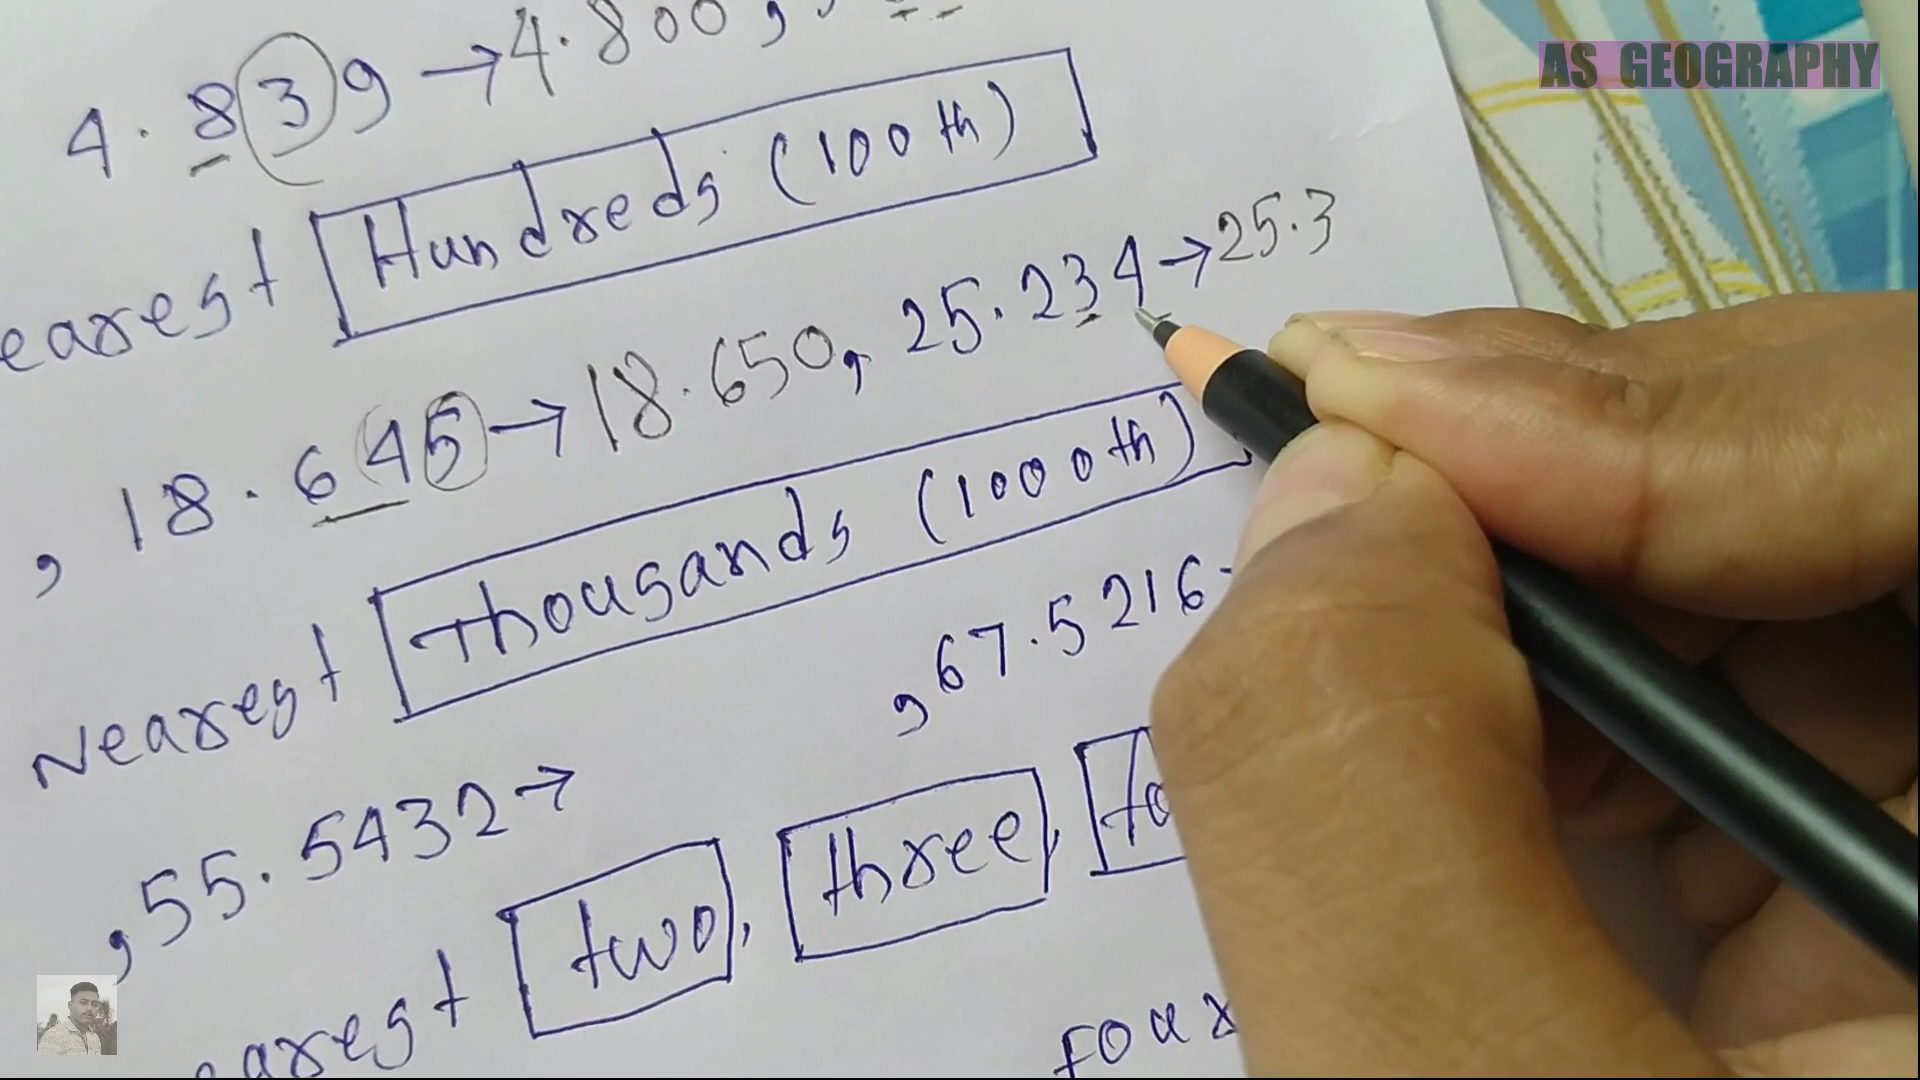 AS GEOGRAPHY
4.839 → 4.800,
earest Hundreds (100th)
, 18.645 → 18.650, 25.234 → 25.3
Nearest Thousands (1000th)
, 55.5432 → , 67.5216
earest two, three,
Four